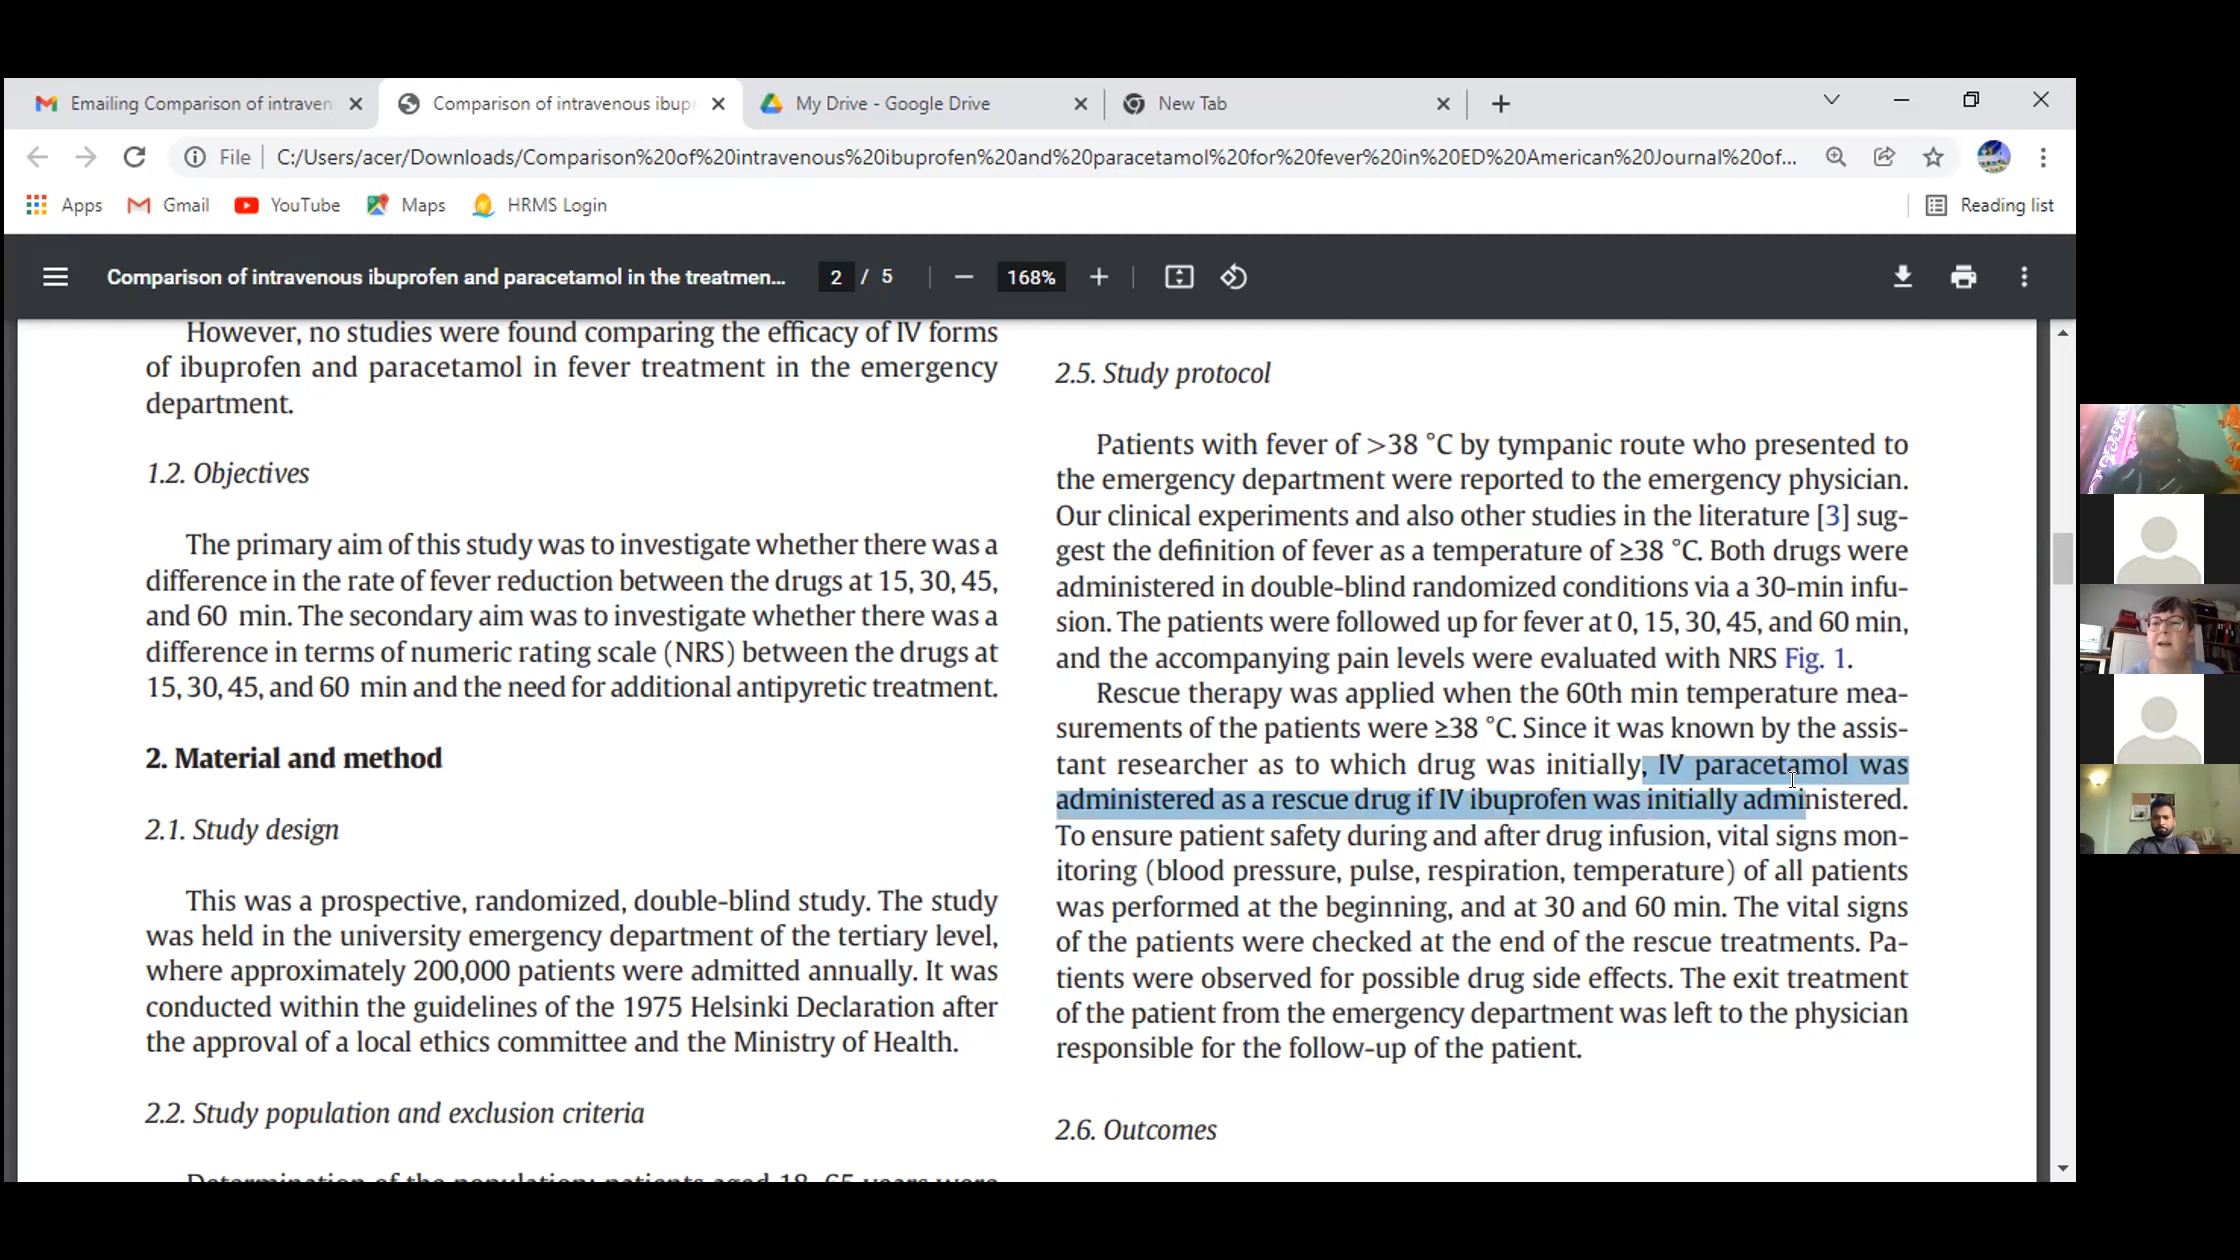 Emailing Comparison of intraven
Comparison of intravenous ibupr
My Drive - Google Drive
New Tab
File
C:/Users/acer/Downloads/Comparison%20of%20intravenous%20ibuprofen%20and%20paracetamol%20for%20fever%20in%20ED%20American%20Journal%20of...
Apps
Gmail
YouTube
Maps
HRMS Login
Reading list
Comparison of intravenous ibuprofen and paracetamol in the treatmen...
2 / 5
168%
However, no studies were found comparing the efficacy of IV forms
of ibuprofen and paracetamol in fever treatment in the emergency
department.
1.2. Objectives
The primary aim of this study was to investigate whether there was a
difference in the rate of fever reduction between the drugs at 15, 30, 45,
and 60 min. The secondary aim was to investigate whether there was a
difference in terms of numeric rating scale (NRS) between the drugs at
15, 30, 45, and 60 min and the need for additional antipyretic treatment.
2. Material and method
2.1. Study design
This was a prospective, randomized, double-blind study. The study
was held in the university emergency department of the tertiary level,
where approximately 200,000 patients were admitted annually. It was
conducted within the guidelines of the 1975 Helsinki Declaration after
the approval of a local ethics committee and the Ministry of Health.
2.2. Study population and exclusion criteria
Determination of the population: patients aged 18-65 years were
2.5. Study protocol
Patients with fever of >38 °C by tympanic route who presented to
the emergency department were reported to the emergency physician.
Our clinical experiments and also other studies in the literature [3] sug-
gest the definition of fever as a temperature of ≥38 °C. Both drugs were
administered in double-blind randomized conditions via a 30-min infu-
sion. The patients were followed up for fever at 0, 15, 30, 45, and 60 min,
and the accompanying pain levels were evaluated with NRS Fig. 1.
Rescue therapy was applied when the 60th min temperature mea-
surements of the patients were ≥38 °C. Since it was known by the assis-
tant researcher as to which drug was initially, IV paracetamol was
administered as a rescue drug if IV ibuprofen was initially administered.
To ensure patient safety during and after drug infusion, vital signs mon-
itoring (blood pressure, pulse, respiration, temperature) of all patients
was performed at the beginning, and at 30 and 60 min. The vital signs
of the patients were checked at the end of the rescue treatments. Pa-
tients were observed for possible drug side effects. The exit treatment
of the patient from the emergency department was left to the physician
responsible for the follow-up of the patient.
2.6. Outcomes